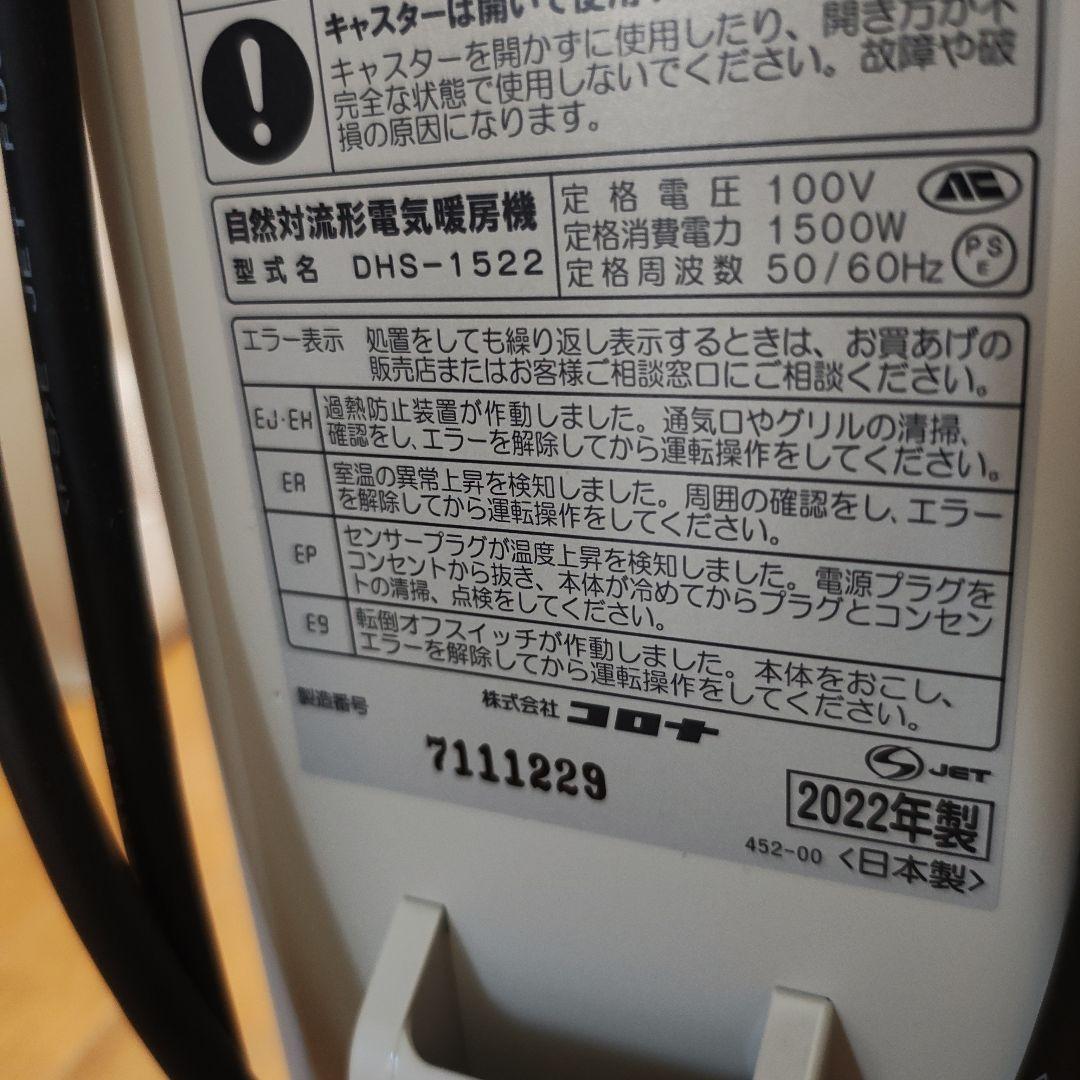 キャスターは開いて使用
キャスターを開かずに使用したり、開き方が不
完全な状態で使用しないでください。故障や破
損の原因になります。
自然対流形電気暖房機
型式名 DHS-1522
定格電圧 100V
定格消費電力 1500W
定格周波数 50/60Hz
PSE
エラー表示 処置をしても繰り返し表示するときは、お買あげの
販売店またはお客様ご相談窓口にご相談ください。
EJ・EH 過熱防止装置が作動しました。通気口やグリルの清掃、
確認をし、エラーを解除してから運転操作をしてください。
ER 室温の異常上昇を検知しました。周囲の確認をし、エラー
を解除してから運転操作をしてください。
EP センサープラグが温度上昇を検知しました。電源プラグを
コンセントから抜き、本体が冷めてからプラグとコンセン
トの清掃、点検をしてください。
E9 転倒オフスイッチが作動しました。本体をおこし、
エラーを解除してから運転操作をしてください。
製造番号
株式会社 コロナ
7111229
JET
2022年製
452-00 <日本製>